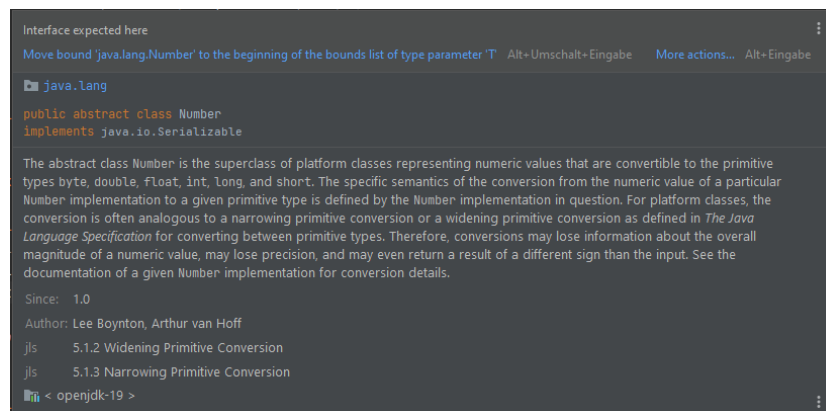 Interface expected here
Move bound 'java.lang.Number' to the beginning of the bounds list of type parameter 'T' Alt+Umschalt+Eingabe More actions... Alt+Eingabe
java.lang
public abstract class Number
implements java.io.Serializable
The abstract class Number is the superclass of platform classes representing numeric values that are convertible to the primitive
types byte, double, float, int, long, and short. The specific semantics of the conversion from the numeric value of a particular
Number implementation to a given primitive type is defined by the Number implementation in question. For platform classes, the
conversion is often analogous to a narrowing primitive conversion or a widening primitive conversion as defined in The Java
Language Specification for converting between primitive types. Therefore, conversions may lose information about the overall
magnitude of a numeric value, may lose precision, and may even return a result of a different sign than the input. See the
documentation of a given Number implementation for conversion details.
Since: 1.0
Author: Lee Boynton, Arthur van Hoff
jls 5.1.2 Widening Primitive Conversion
jls 5.1.3 Narrowing Primitive Conversion
< openjdk-19 >